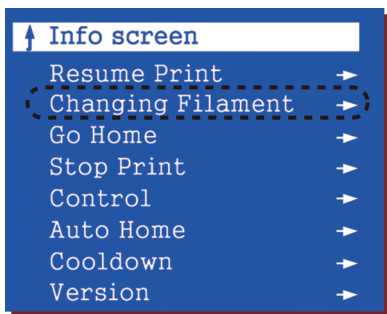 Info screen
Resume Print
Changing Filament
Go Home
Stop Print
Control
Auto Home
Cooldown
Version